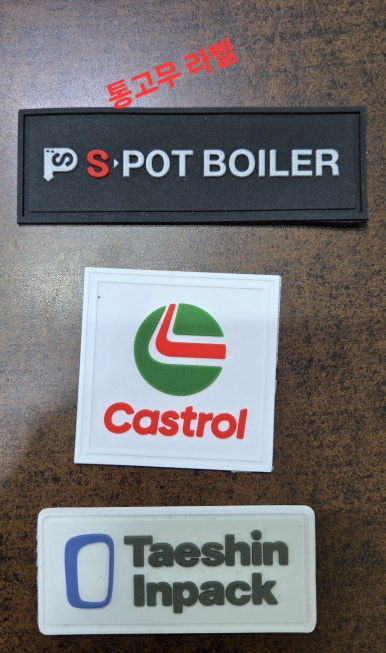 통고무 라벨
S·POT BOILER
Castrol
Taeshin
Inpack